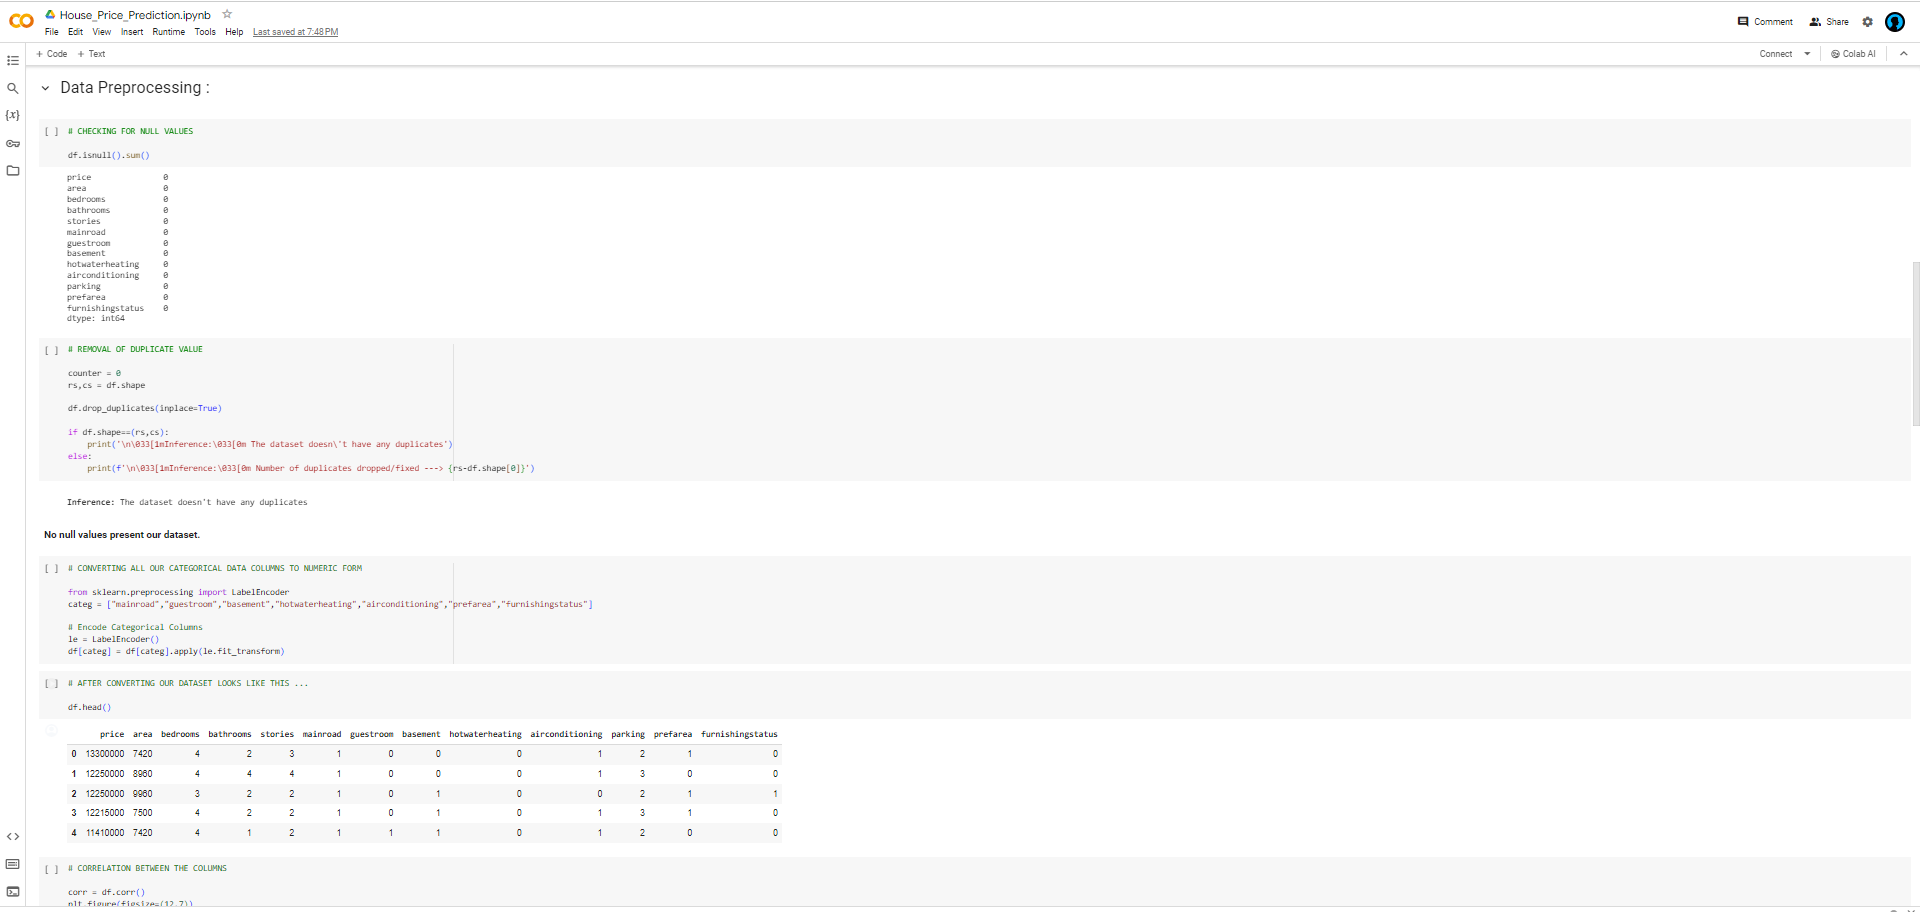 House_Price_Prediction.ipynb
File Edit View Insert Runtime Tools Help Last saved at 7:48 PM
Comment Share
+ Code + Text
Connect Colab AI
Data Preprocessing :
[ ] # CHECKING FOR NULL VALUES
df.isnull().sum()
price 0
area 0
bedrooms 0
bathrooms 0
stories 0
mainroad 0
guestroom 0
basement 0
hotwaterheating 0
airconditioning 0
parking 0
prefarea 0
furnishingstatus 0
dtype: int64
[ ] # REMOVAL OF DUPLICATE VALUE
counter = 0
rs,cs = df.shape
df.drop_duplicates(inplace=True)
if df.shape==(rs,cs):
print('\n\033[1mInference:\033[0m The dataset doesn\'t have any duplicates')
else:
print(f'\n\033[1mInference:\033[0m Number of duplicates dropped/fixed ---> {rs-df.shape[0]}')
Inference: The dataset doesn't have any duplicates
No null values present our dataset.
[ ] # CONVERTING ALL OUR CATEGORICAL DATA COLUMNS TO NUMERIC FORM
from sklearn.preprocessing import LabelEncoder
categ = ["mainroad","guestroom","basement","hotwaterheating","airconditioning","prefarea","furnishingstatus"]
# Encode Categorical Columns
le = LabelEncoder()
df[categ] = df[categ].apply(le.fit_transform)
[ ] # AFTER CONVERTING OUR DATASET LOOKS LIKE THIS ...
df.head()
price area bedrooms bathrooms stories mainroad guestroom basement hotwaterheating airconditioning parking prefarea furnishingstatus
0 13300000 7420 4 2 3 1 0 0 0 1 2 1 0
1 12250000 8960 4 4 4 1 0 0 0 1 3 0 0
2 12250000 9960 3 2 2 1 0 1 0 0 2 1 1
3 12215000 7500 4 2 2 1 0 1 0 1 3 1 0
4 11410000 7420 4 1 2 1 1 1 0 1 2 0 0
[ ] # CORRELATION BETWEEN THE COLUMNS
corr = df.corr()
plt.figure(figsize=(12,7))